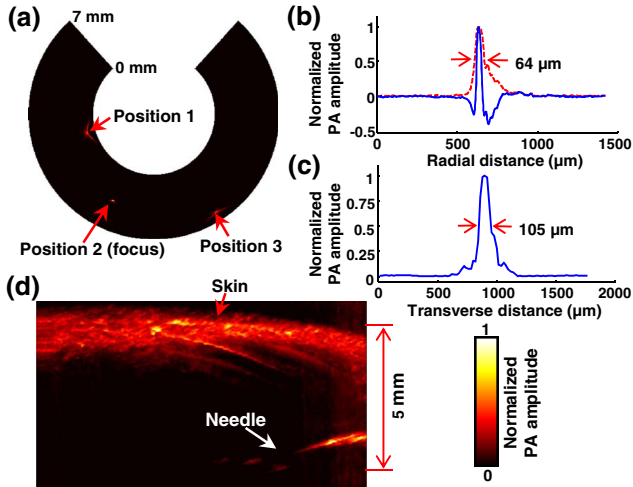 (a)
7 mm
0 mm
Position 1
Position 2 (focus)
Position 3
(b)
Normalized
PA amplitude
1
0.5
0
-0.5
64 µm
0
500
1000
1500
Radial distance (µm)
(c)
Normalized
PA amplitude
1
0.75
0.5
0.25
0
105 µm
0
500
1000
1500
2000
Transverse distance (µm)
(d)
Skin
Needle
5 mm
1
0
Normalized
PA amplitude